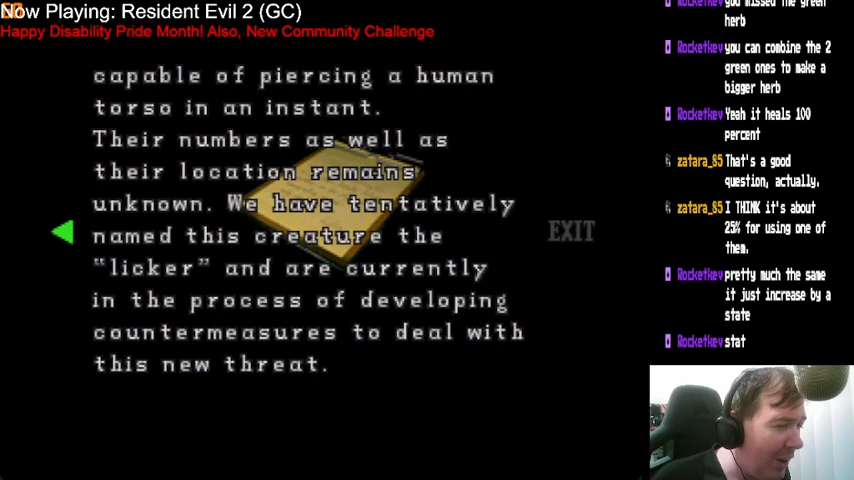 Now Playing: Resident Evil 2 (GC)
Happy Disability Pride Month! Also, New Community Challenge
capable of piercing a human
torso in an instant.
Their numbers as well as
their location remains
unknown. We have tentatively
named this creature the
"licker" and are currently
in the process of developing
countermeasures to deal with
this new threat.
EXIT
Rocketkev you missed the green
herb
Rocketkev you can combine the 2
green ones to make a
bigger herb
Rocketkev Yeah it heals 100
percent
zatara_85 That's a good
question, actually.
zatara_85 I THINK it's about
25% for using one of
them.
Rocketkev pretty much the same
it just increase by a
state
Rocketkev stat